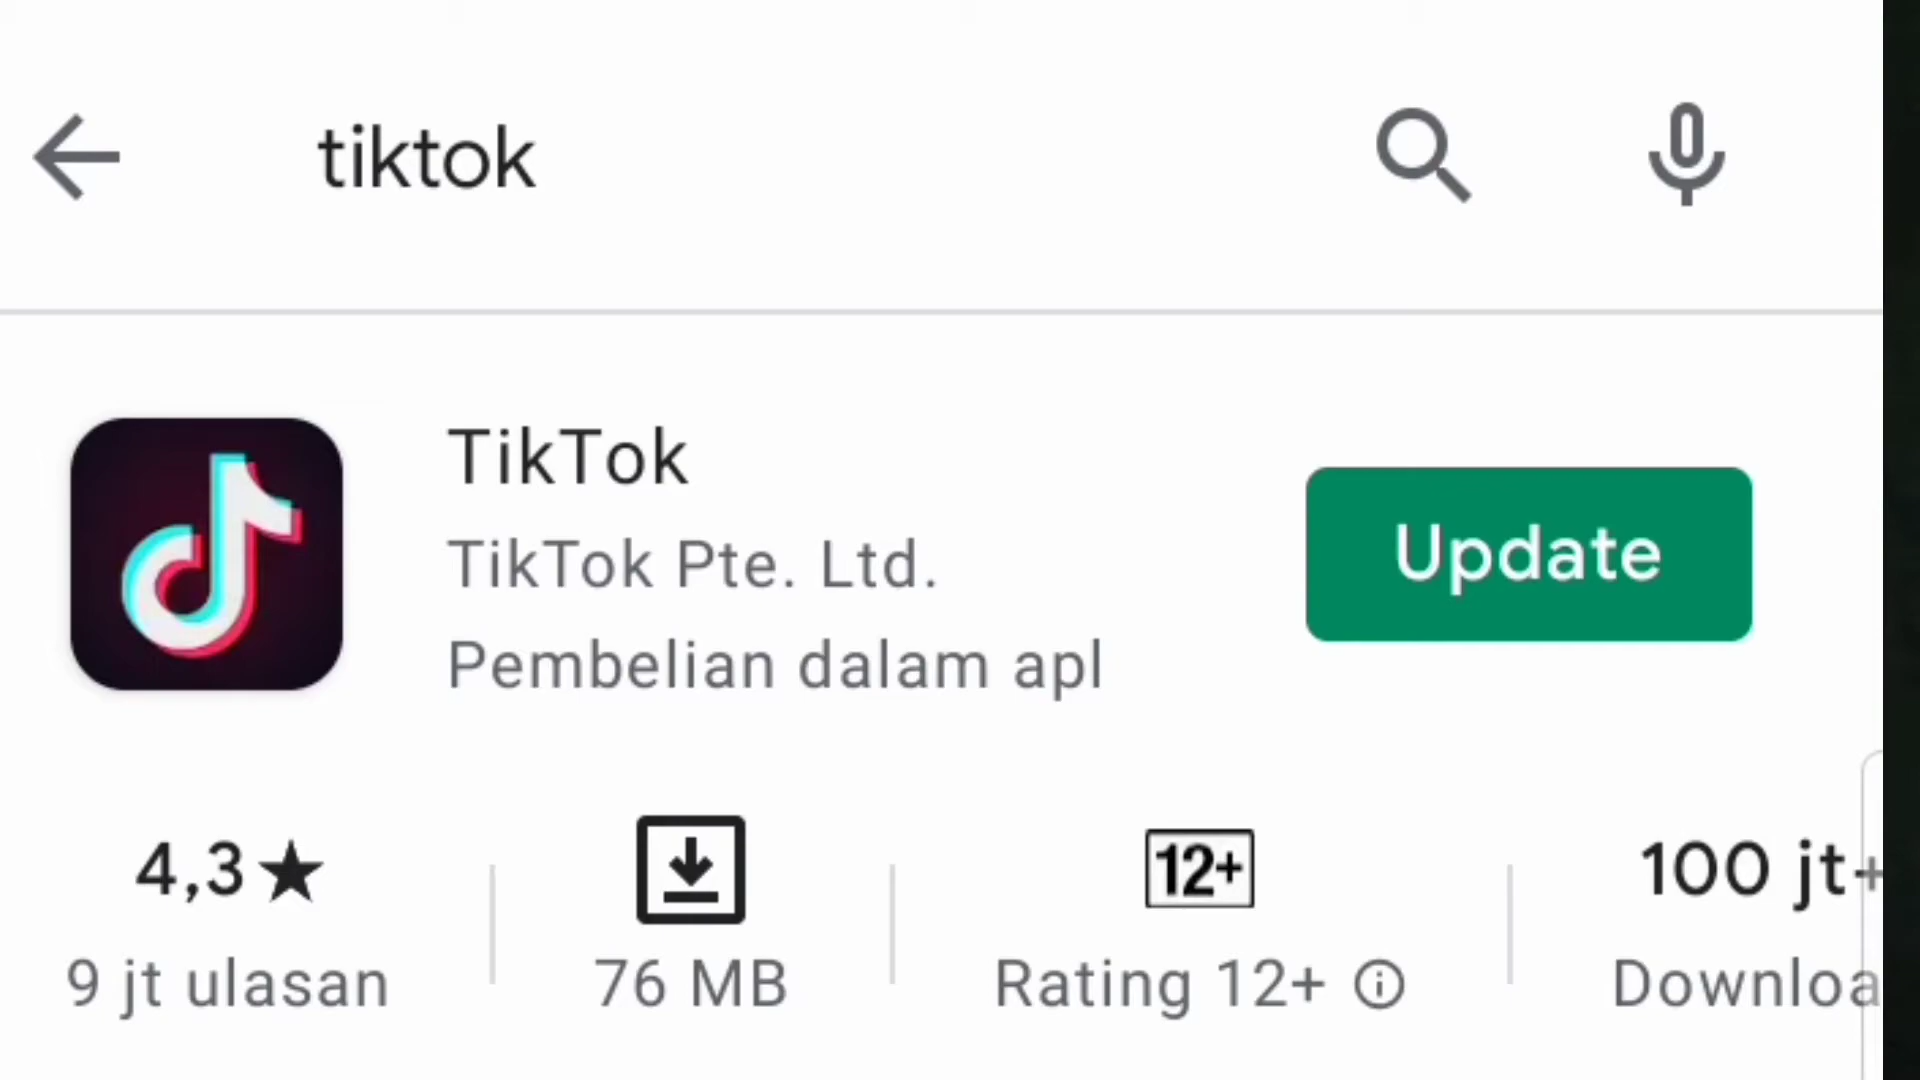 tiktok
TikTok
TikTok Pte. Ltd.
Pembelian dalam apl
Update
4,3★
9 jt ulasan
76 MB
12+
Rating 12+
100 jt+
Downloa